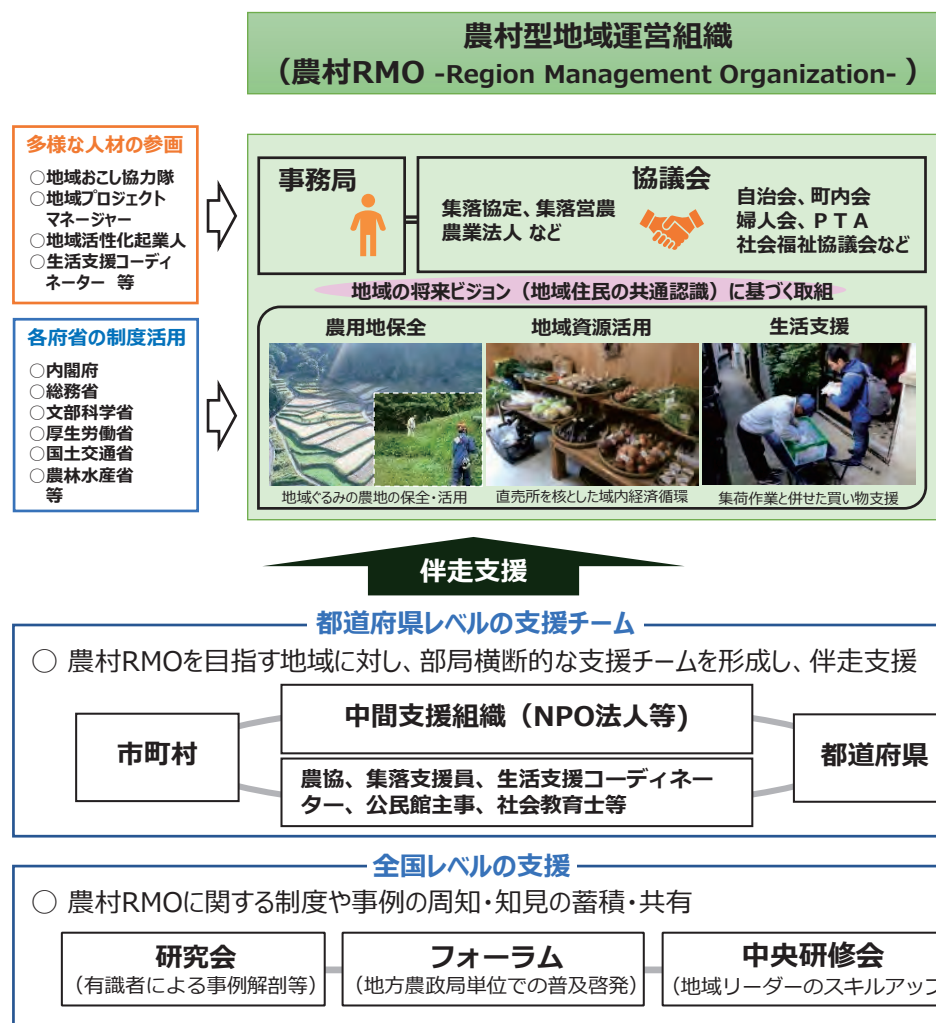 農村型地域運営組織
（農村RMO -Region Management Organization- ）
多様な人材の参画
○地域おこし協力隊
○地域プロジェクト
マネージャー
○地域活性化起業人
○生活支援コーディ
ネーター 等
各府省の制度活用
○内閣府
○総務省
○文部科学省
○厚生労働省
○国土交通省
○農林水産省
等
事務局
協議会
集落協定、集落営農
農業法人 など
自治会、町内会
婦人会、ＰＴＡ
社会福祉協議会など
地域の将来ビジョン（地域住民の共通認識）に基づく取組
農用地保全
地域資源活用
生活支援
地域ぐるみの農地の保全・活用
直売所を核とした域内経済循環
集荷作業と併せた買い物支援
伴走支援
都道府県レベルの支援チーム
○ 農村RMOを目指す地域に対し、部局横断的な支援チームを形成し、伴走支援
市町村
中間支援組織（NPO法人等)
農協、集落支援員、生活支援コーディネー
ター、公民館主事、社会教育士等
都道府県
全国レベルの支援
○ 農村RMOに関する制度や事例の周知・知見の蓄積・共有
研究会
（有識者による事例解剖等）
フォーラム
（地方農政局単位での普及啓発）
中央研修会
（地域リーダーのスキルアップ